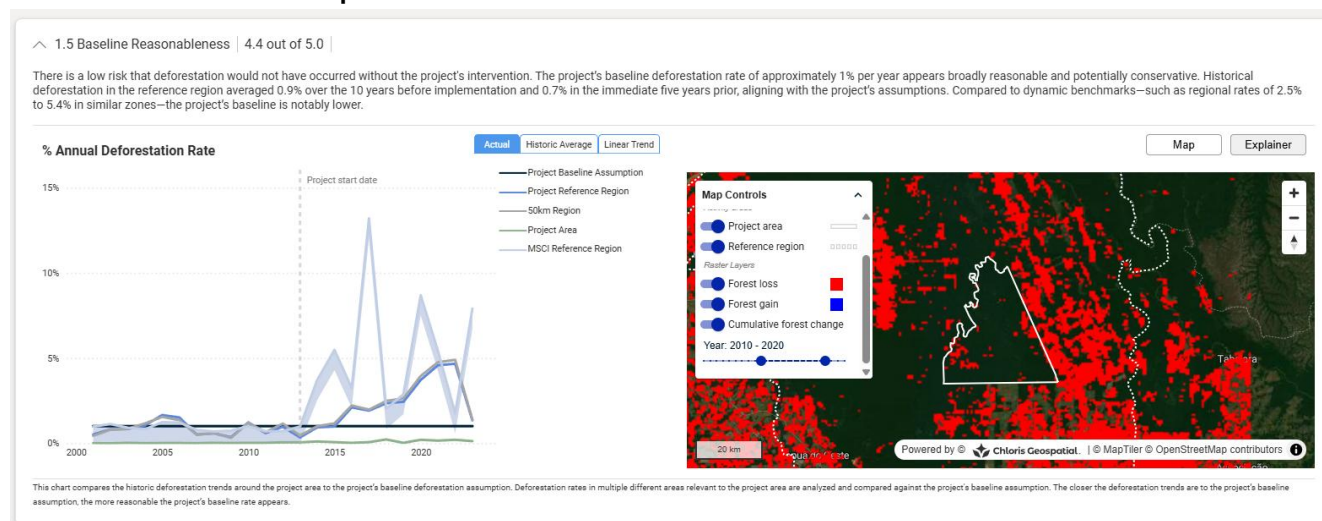 1.5 Baseline Reasonableness | 4.4 out of 5.0
There is a low risk that deforestation would not have occurred without the project's intervention. The project's baseline deforestation rate of approximately 1% per year appears broadly reasonable and potentially conservative. Historical
deforestation in the reference region averaged 0.9% over the 10 years before implementation and 0.7% in the immediate five years prior, aligning with the project's assumptions. Compared to dynamic benchmarks—such as regional rates of 2.5%
to 5.4% in similar zones—the project's baseline is notably lower.
% Annual Deforestation Rate
Actual
Historic Average
Linear Trend
Map
Explainer
Project start date
Project Baseline Assumption
Project Reference Region
50km Region
Project Area
MSCI Reference Region
15%
10%
5%
0%
2000
2005
2010
2015
2020
Map Controls
Project area
Reference region
Raster Layers
Forest loss
Forest gain
Cumulative forest change
Year: 2010 - 2020
20 km
Powered by © Chloris Geospatial. | © MapTiler © OpenStreetMap contributors
This chart compares the historic deforestation trends around the project area to the project's baseline deforestation assumption. Deforestation rates in multiple different areas relevant to the project area are analyzed and compared against the project's baseline assumption. The closer the deforestation trends are to the project's baseline
assumption, the more reasonable the project's baseline rate appears.